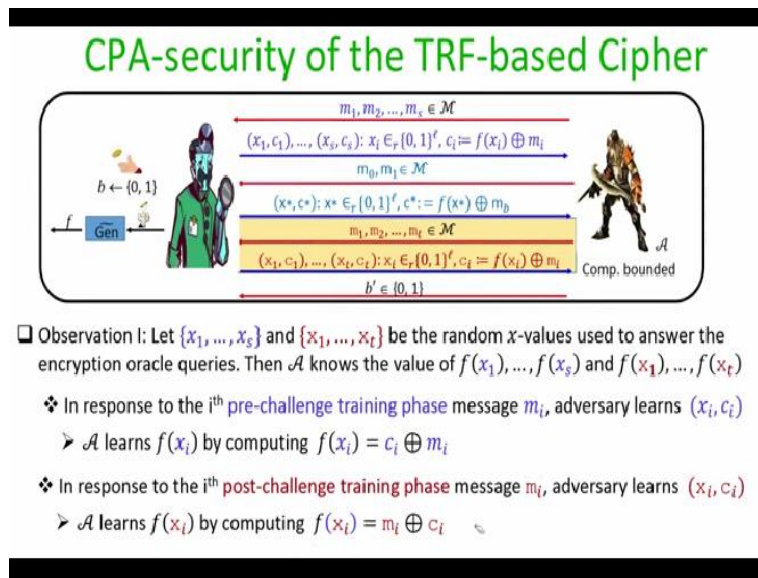 CPA-security of the TRF-based Cipher
m₁, m₂, ..., mₛ ∈ ℳ
(x₁, c₁), ..., (xₛ, cₛ): xᵢ ∈ᵣ{0, 1}^ℓ, cᵢ := f(xᵢ) ⊕ mᵢ
m₀, m₁ ∈ ℳ
b ← {0, 1}
(x*, c*): x* ∈ᵣ{0, 1}^ℓ, c* := f(x*) ⊕ m_b
f
G̃en
m₁, m₂, ..., mₜ ∈ ℳ
(x₁, c₁), ..., (xₜ, cₜ): xᵢ ∈ᵣ{0, 1}^ℓ, cᵢ := f(xᵢ) ⊕ mᵢ
𝒜
Comp. bounded
b′ ∈ {0, 1}
❑ Observation I: Let {x₁, ..., xₛ} and {x₁, ..., xₜ} be the random x-values used to answer the
encryption oracle queries. Then 𝒜 knows the value of f(x₁), ..., f(xₛ) and f(x₁), ..., f(xₜ)
❖ In response to the iᵗʰ pre-challenge training phase message mᵢ, adversary learns (xᵢ, cᵢ)
➤ 𝒜 learns f(xᵢ) by computing f(xᵢ) = cᵢ ⊕ mᵢ
❖ In response to the iᵗʰ post-challenge training phase message mᵢ, adversary learns (xᵢ, cᵢ)
➤ 𝒜 learns f(xᵢ) by computing f(xᵢ) = mᵢ ⊕ cᵢ